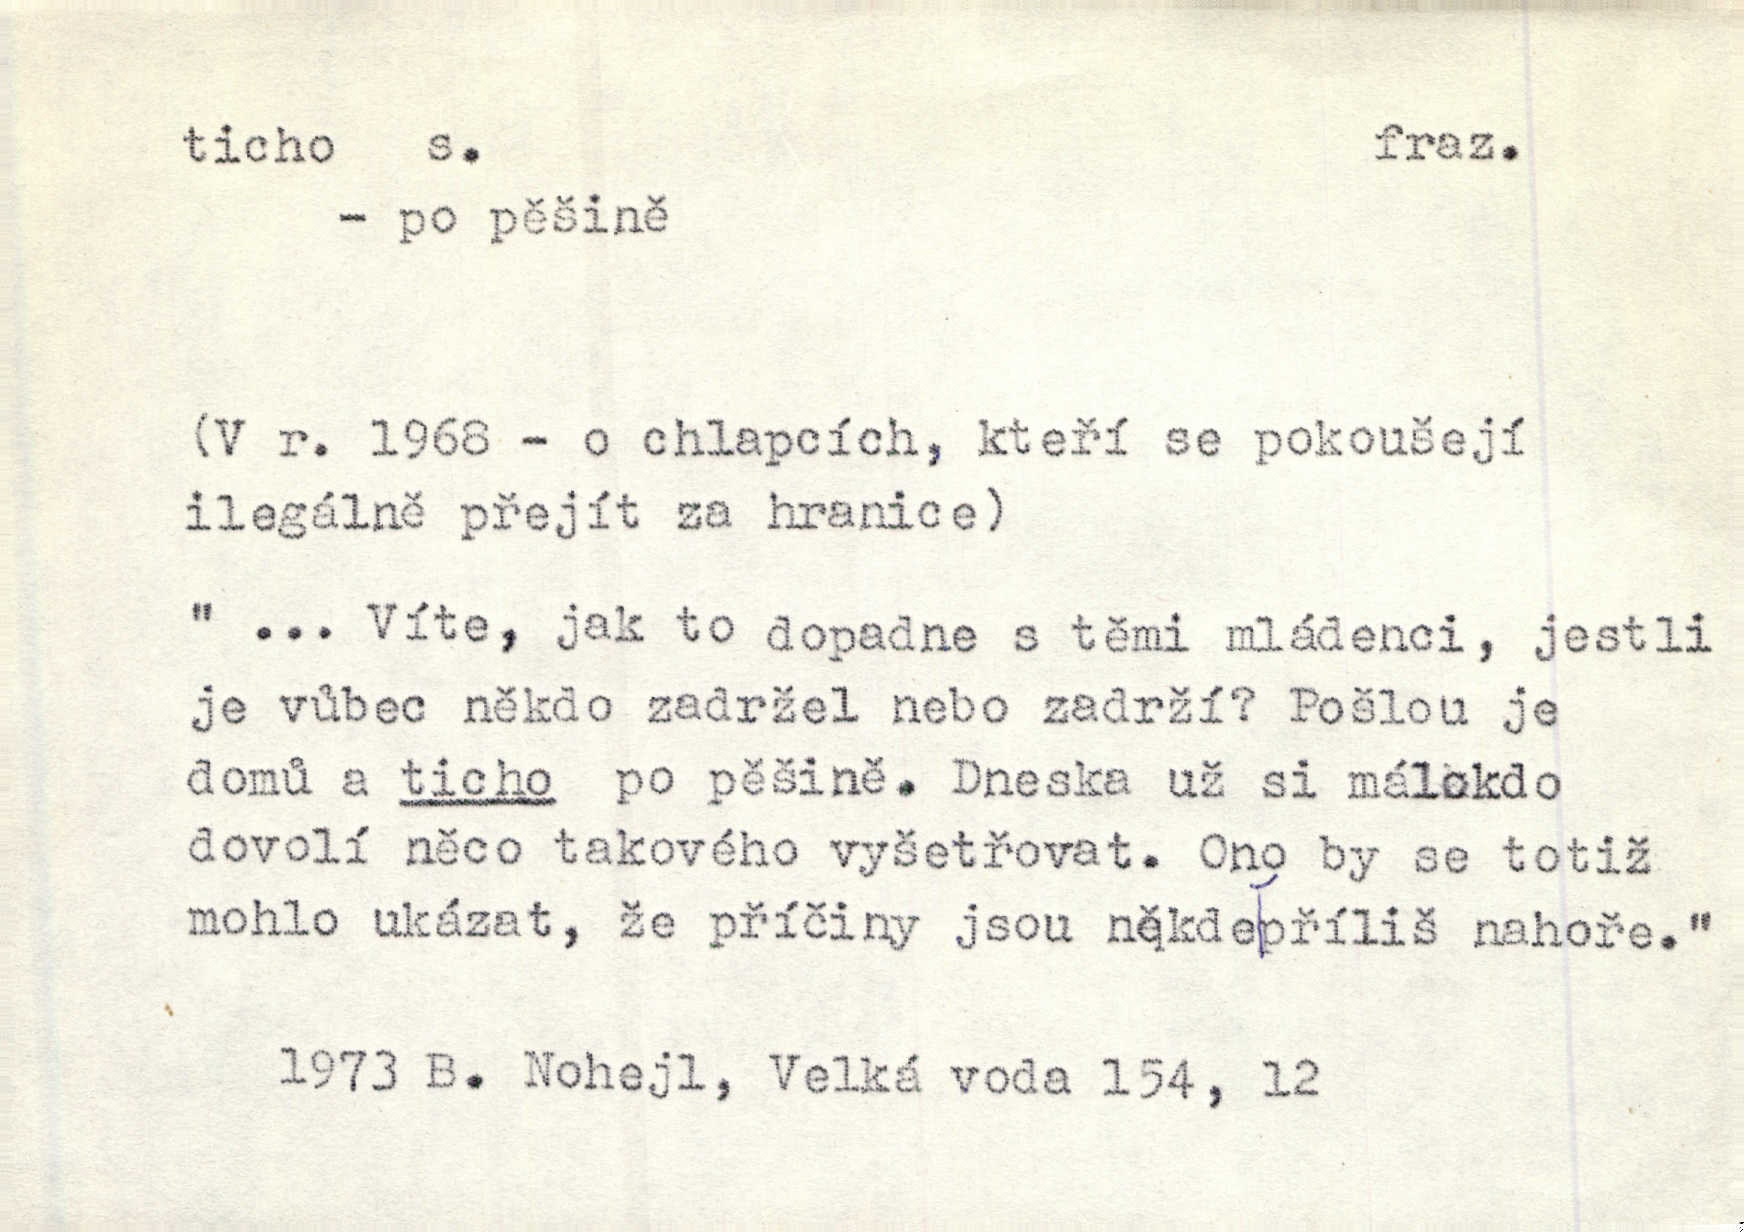 ticho s. fraz.
- po pěšině
(V r. 1968 - o chlapcích, kteří se pokoušejí
ilegálně přejít za hranice)
" ... Víte, jak to dopadne s těmi mládenci, jestli
je vůbec někdo zadržel nebo zadrží? Pošlou je
domů a ticho po pěšině. Dneska už si málokdo
dovolí něco takového vyšetřovat. Ono by se totiž
mohlo ukázat, že příčiny jsou někde příliš nahoře."
1973 B. Nohejl, Velká voda 154, 12